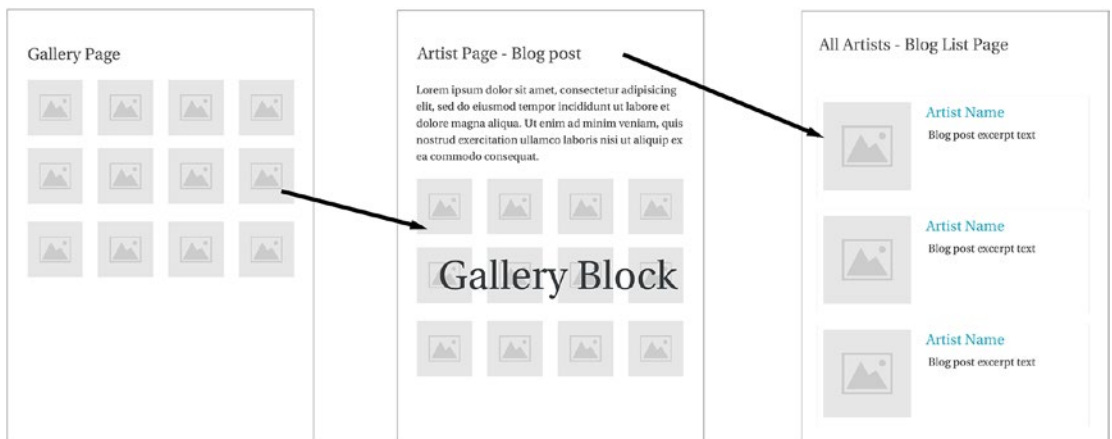 Gallery Page
Artist Page - Blog post
Lorem ipsum dolor sit amet, consectetur adipisicing
elit, sed do eiusmod tempor incididunt ut labore et
dolore magna aliqua. Ut enim ad minim veniam, quis
nostrud exercitation ullamco laboris nisi ut aliquip ex
ea commodo consequat.
Gallery Block
All Artists - Blog List Page
Artist Name
Blog post excerpt text
Artist Name
Blog post excerpt text
Artist Name
Blog post excerpt text